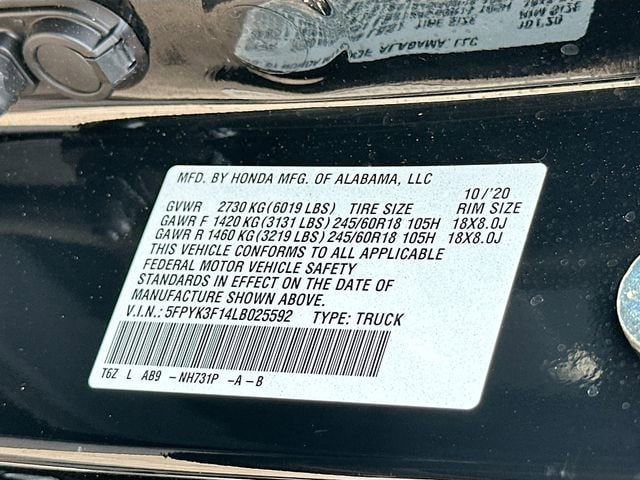 MFD. BY HONDA MFG. OF ALABAMA, LLC 10/'20
GVWR 2730 KG (6019 LBS) TIRE SIZE RIM SIZE
GAWR F 1420 KG (3131 LBS) 245/60R18 105H 18X8.0J
GAWR R 1460 KG (3219 LBS) 245/60R18 105H 18X8.0J
THIS VEHICLE CONFORMS TO ALL APPLICABLE
FEDERAL MOTOR VEHICLE SAFETY
STANDARDS IN EFFECT ON THE DATE OF
MANUFACTURE SHOWN ABOVE.
V.I.N.: 5FPYK3F14LB025592 TYPE: TRUCK
T6Z L AB9 -NH731P -A -B